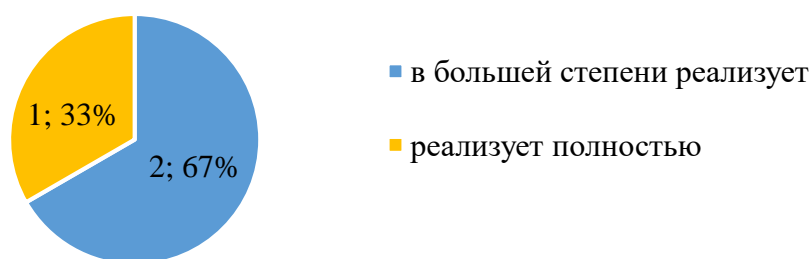 в большей степени реализует
1; 33%
реализует полностью
2; 67%